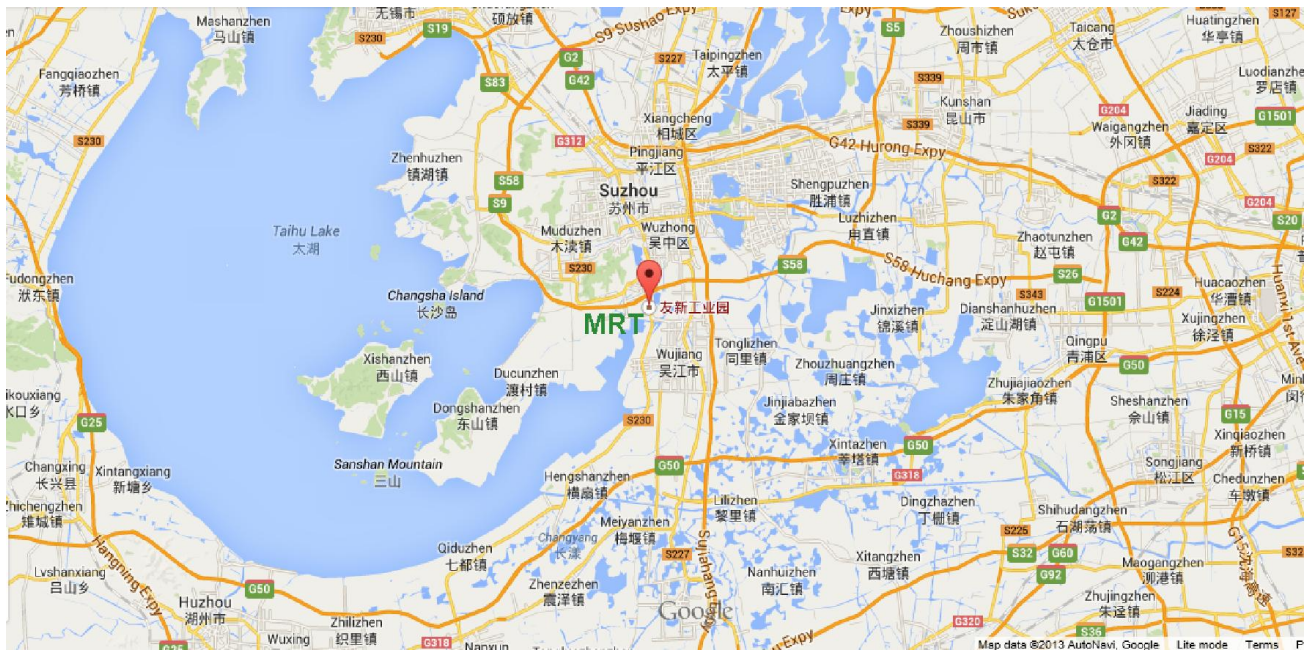 Mashanzhen
马山镇
无锡市
硕放镇
S230
S19
S9 Sushao Expy
Expy
S5
Zhoushizhen
周市镇
Taicang
太仓市
Huatingzhen
华亭镇
S127
G2
S227
Taipingzhen
太平镇
Fangqiaozhen
芳桥镇
S83
G42
S339
Kunshan
昆山市
Luodianzhen
罗店镇
G204
Jiading
嘉定区
G1501
Xiangcheng
相城区
S339
Waigangzhen
外冈镇
S230
G312
Pingjiang
平江区
G42 Hurong Expy
S322
G204
Zhenhuzhen
镇湖镇
S58
S9
Suzhou
苏州市
Shengpuzhen
胜浦镇
S322
G204
Luzhizhen
甪直镇
G2
S20
Taihu Lake
太湖
Muduzhen
木渎镇
Wuzhong
吴中区
G42
Zhaotunzhen
赵屯镇
S230
S58
S58 Huchang Expy
S26
Fudongzhen
洑东镇
Changsha Island
长沙岛
友新工业园
MRT
Jinxizhen
锦溪镇
S343
Dianshanhuzhen
淀山湖镇
G1501
S224
Huacaozhen
华漕镇
Xujingzhen
徐泾镇
Xishanzhen
西山镇
Wujiang
吴江市
Tonglizhen
同里镇
Zhouzhuangzhen
周庄镇
Qingpu
青浦区
G50
Ducunzhen
渡村镇
Zhujiajiaozhen
朱家角镇
Dongshanzhen
东山镇
Jinjiabazhen
金家坝镇
Sheshanzhen
佘山镇
G15
水口乡
G25
S230
Xintazhen
莘塔镇
G50
Xinqiaozhen
新桥镇
Sanshan Mountain
三山
G50
G318
Changxing
长兴县
Xintangxiang
新塘乡
Hengshanzhen
横扇镇
Songjiang
松江区
Chedunzhen
车墩镇
Lilizhen
黎里镇
Dingzhazhen
丁栅镇
Shihudangzhen
石湖荡镇
雉城镇
Meiyanzhen
梅堰镇
S225
Changyang
长漾
S32
G60
G92
Hangning Expy
Qiduzhen
七都镇
S227
Xitangzhen
西塘镇
Maogangzhen
泖港镇
G15沈海高速
Lvshanxiang
吕山乡
Huzhou
湖州市
G50
Zhenzezhen
震泽镇
Nanhuizhen
南汇镇
Zhujingzhen
朱泾镇
Zhilizhen
织里镇
G318
Google
Expy
G320
S36
Wuxing
Nanxun
Map data ©2013 AutoNavi, Google
Lite mode
Terms